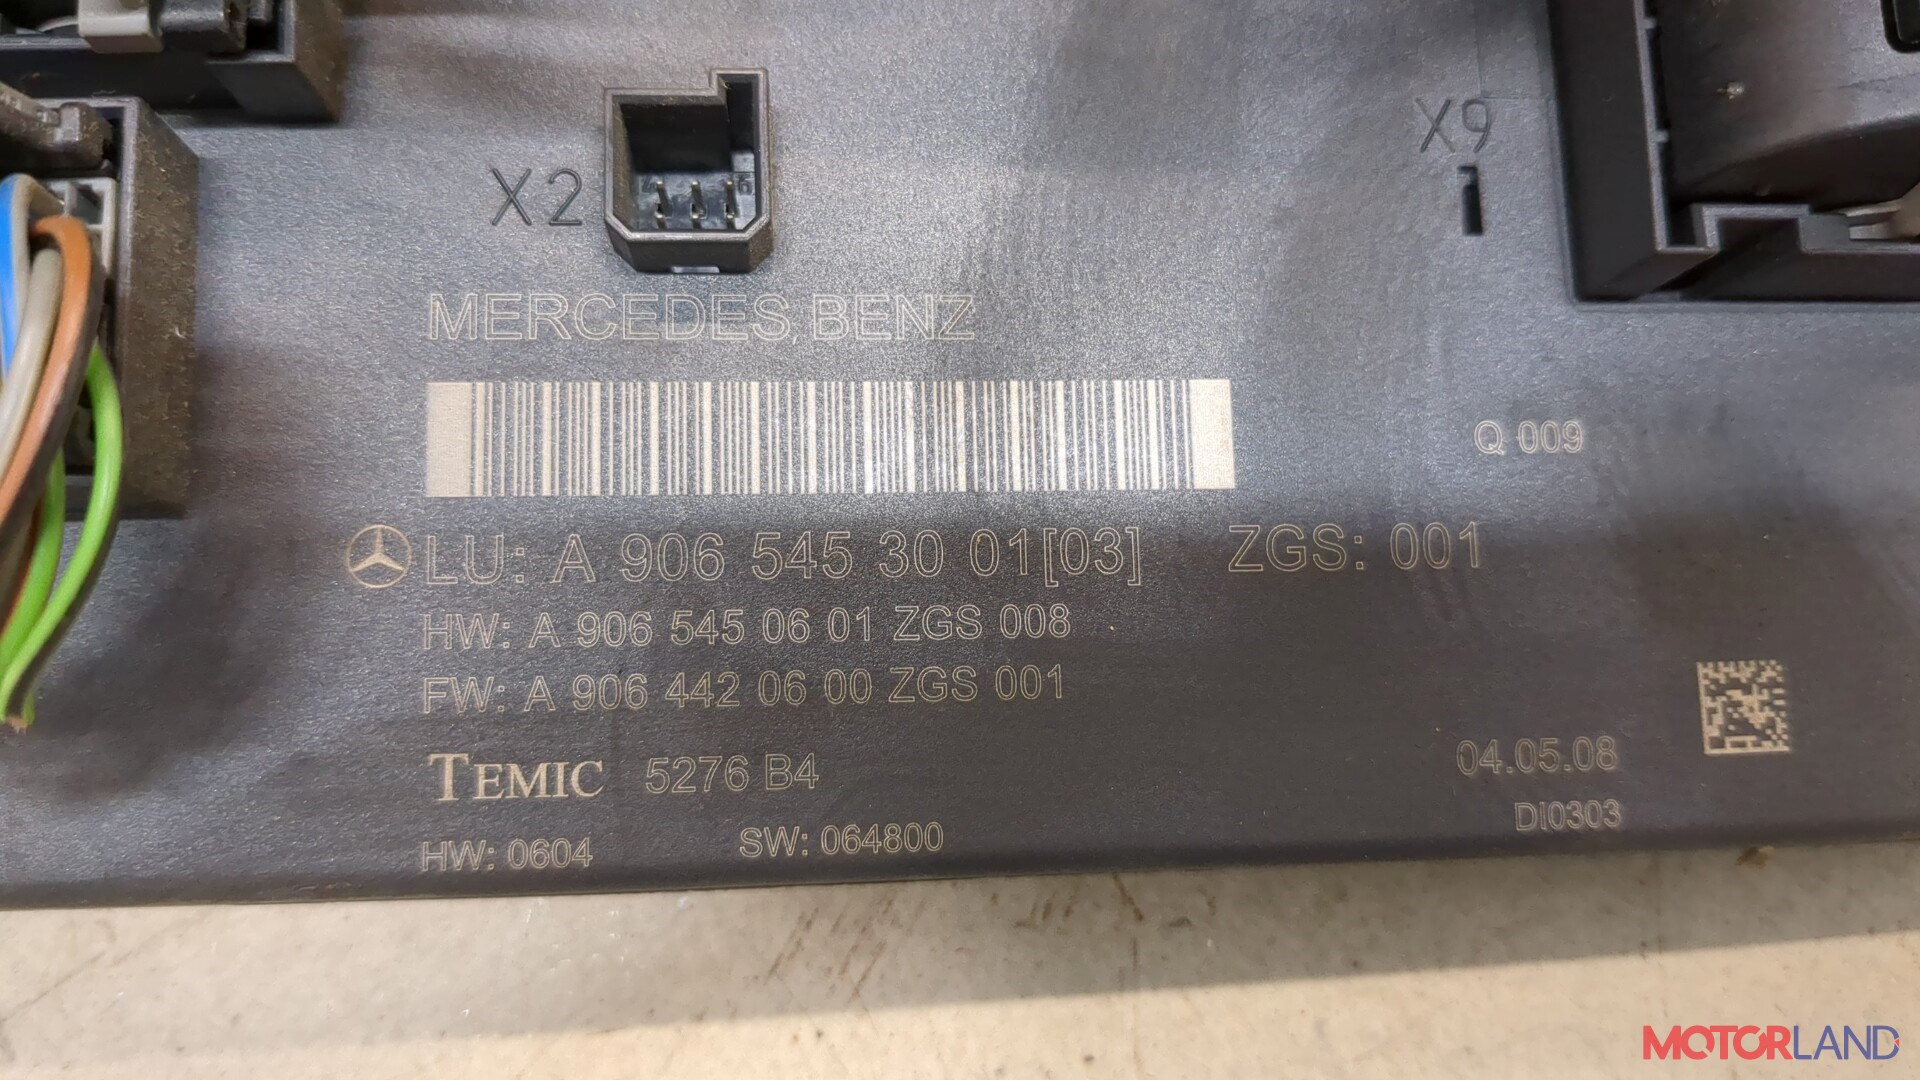 X2
X9
MERCEDES BENZ
Q 009
LU: A 906 545 30 01[03] ZGS: 001
HW: A 906 545 06 01 ZGS 008
FW: A 906 442 06 00 ZGS 001
TEMIC 5276 B4
04.05.08
DI0303
HW: 0604 SW: 064800
MOTORLAND